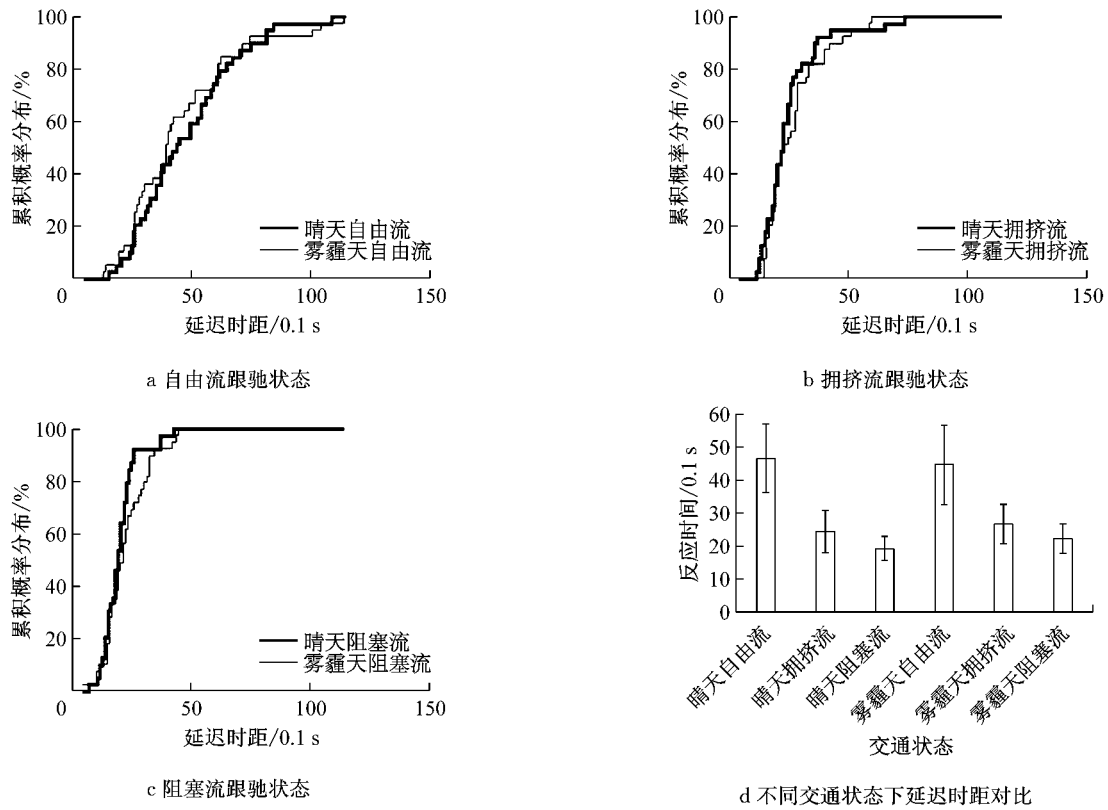 累积概率分布/%
100
80
60
40
20
0
50
100
150
晴天自由流
雾霾天自由流
延迟时距/0.1 s
a 自由流跟驰状态
累积概率分布/%
100
80
60
40
20
0
50
100
150
晴天拥挤流
雾霾天拥挤流
延迟时距/0.1 s
b 拥挤流跟驰状态
累积概率分布/%
100
80
60
40
20
0
50
100
150
晴天阻塞流
雾霾天阻塞流
延迟时距/0.1 s
c 阻塞流跟驰状态
反应时间/0.1 s
60
50
40
30
20
10
0
晴天自由流
晴天拥挤流
晴天阻塞流
雾霾天自由流
雾霾天拥挤流
雾霾天阻塞流
交通状态
d 不同交通状态下延迟时距对比